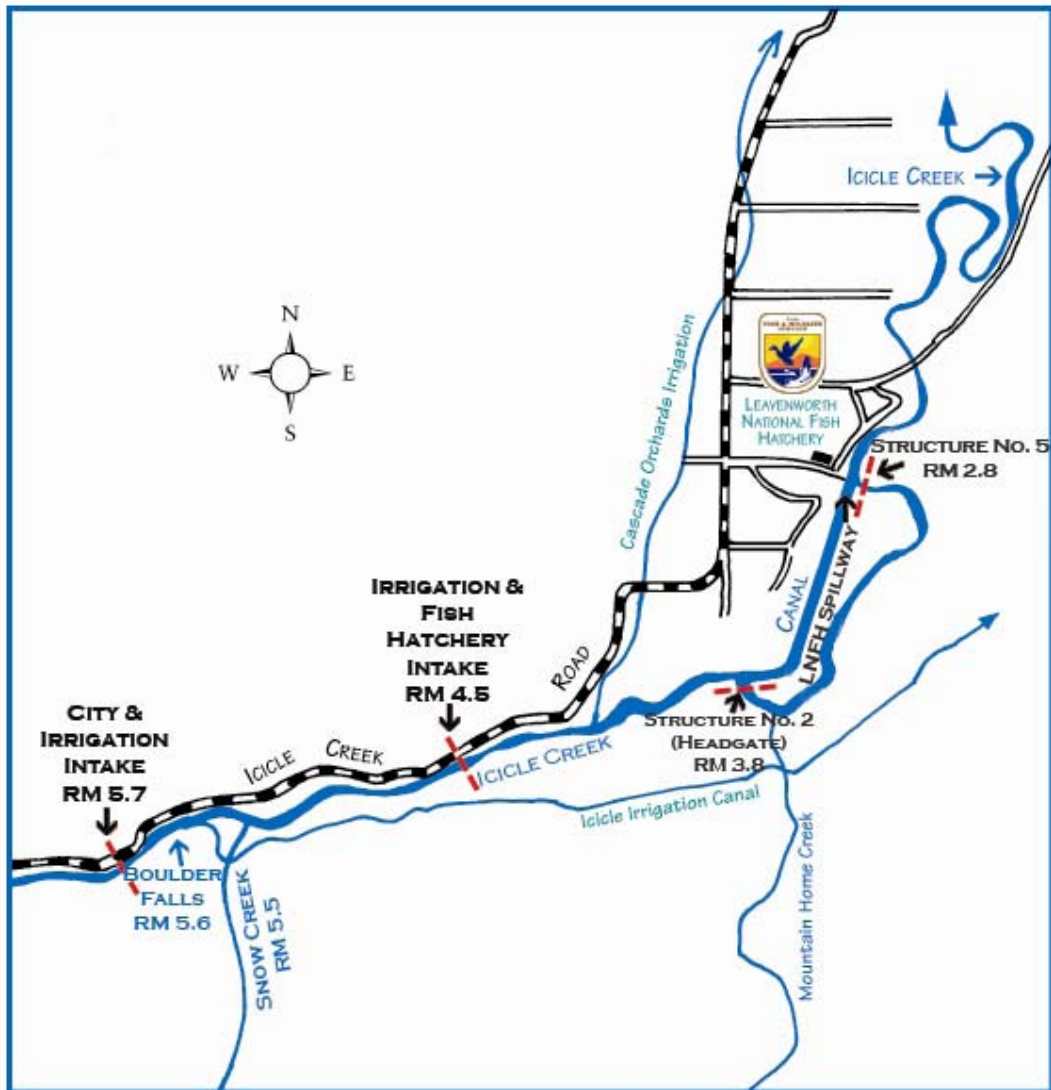 ICICLE CREEK
N
W E
S
FISH & WILDLIFE
SERVICE
LEAVENWORTH
NATIONAL FISH
HATCHERY
Cascade Orchards Irrigation
STRUCTURE NO. 5
RM 2.8
CANAL
LNFH SPILLWAY
IRRIGATION &
FISH
HATCHERY
INTAKE
RM 4.5
ICICLE CREEK ROAD
CITY &
IRRIGATION
INTAKE
RM 5.7
ICICLE CREEK
STRUCTURE NO. 2
(HEADGATE)
RM 3.8
Icicle Irrigation Canal
BOULDER
FALLS
RM 5.6
SNOW CREEK
RM 5.5
Mountain Home Creek